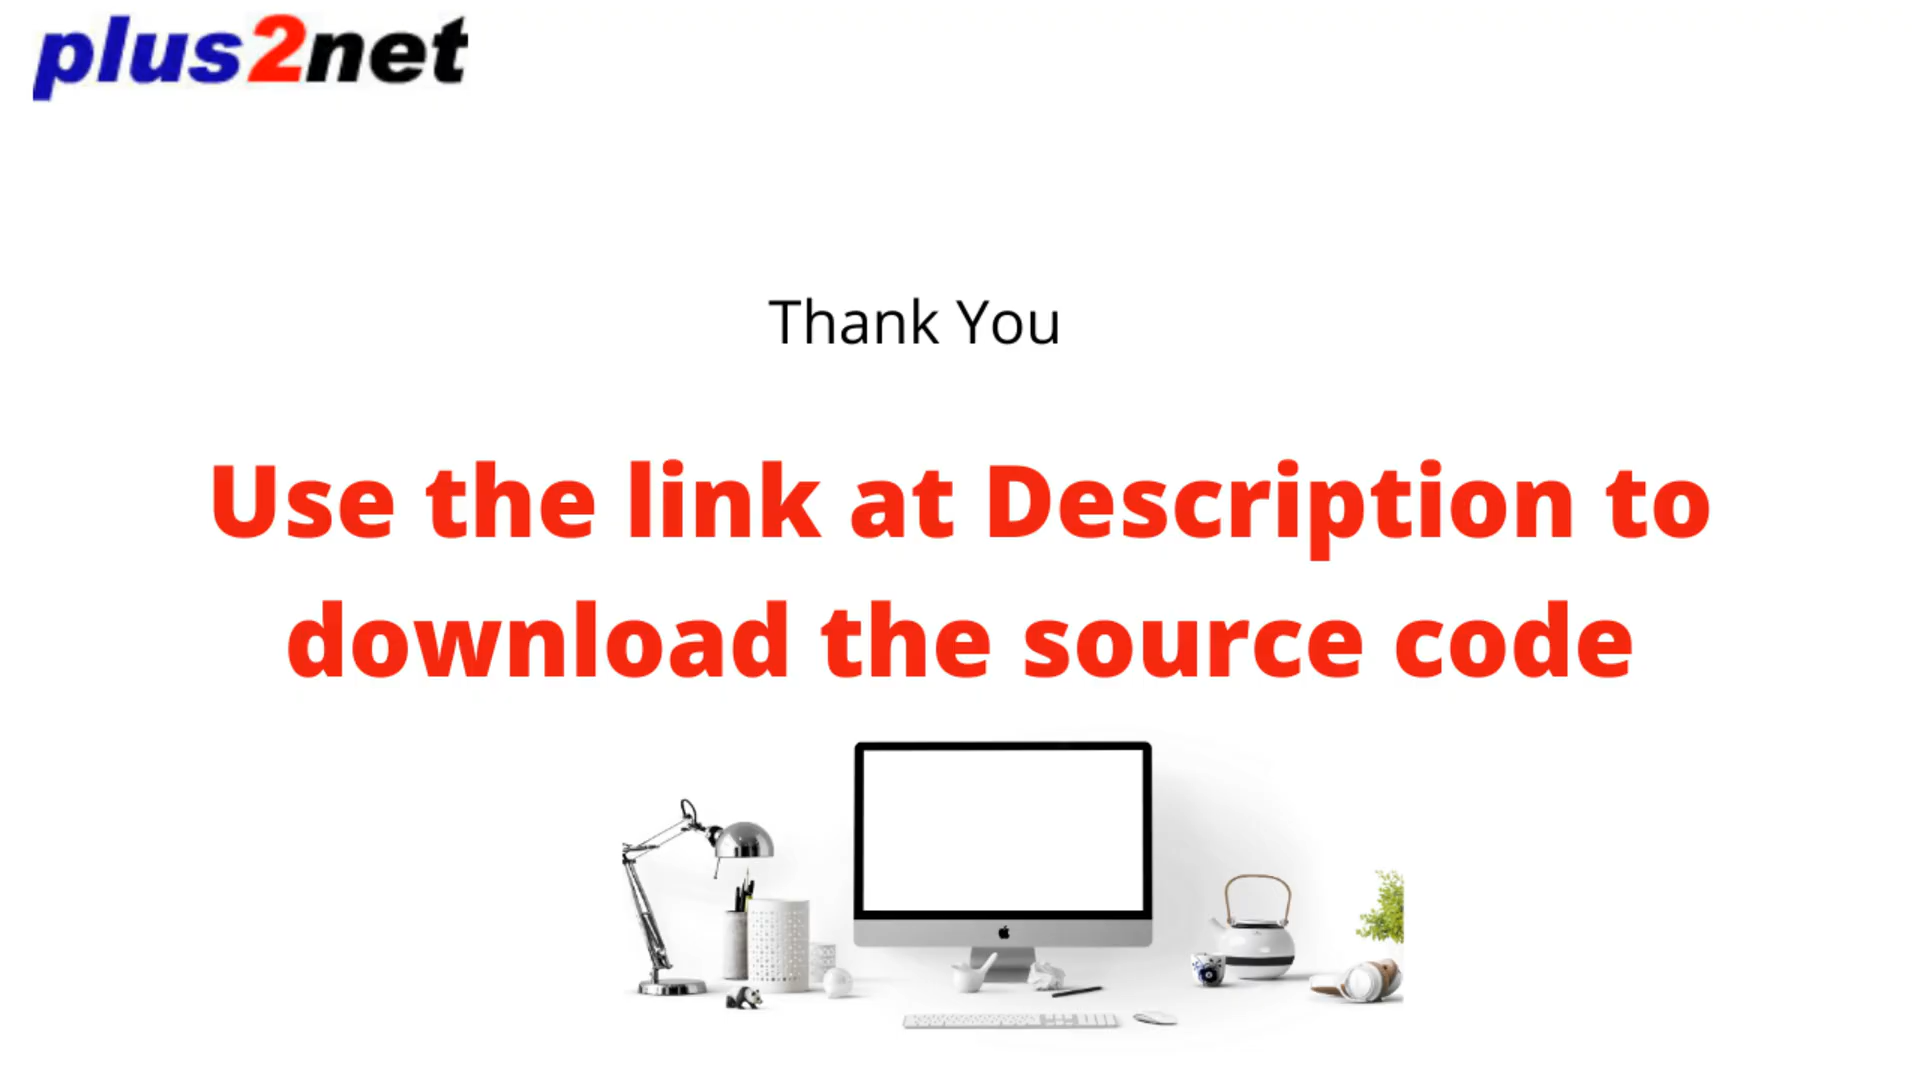 plus2net
Thank You
Use the link at Description to
download the source code